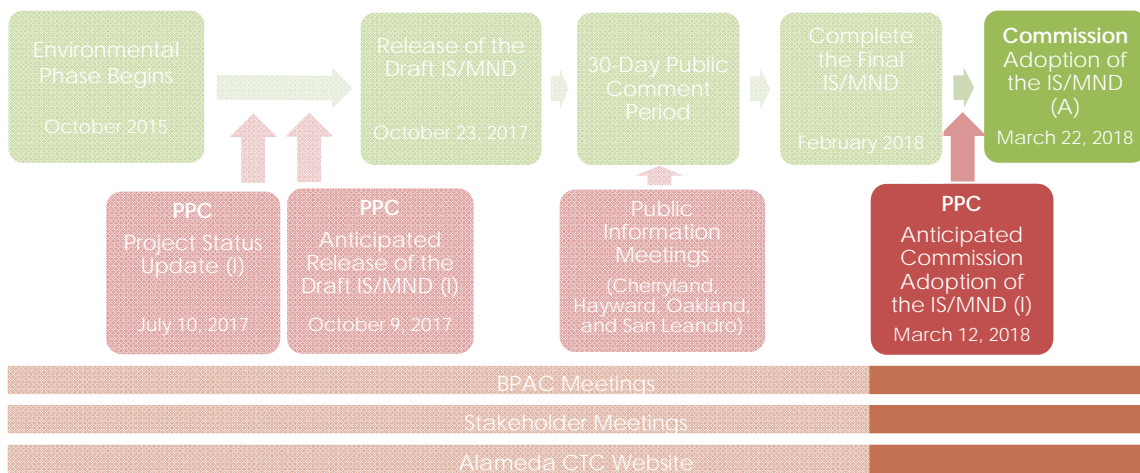 Environmental
Phase Begins
October 2015
Release of the
Draft IS/MND
October 23, 2017
30-Day Public
Comment
Period
Complete
the Final
IS/MND
February 2018
Commission
Adoption of
the IS/MND
(A)
March 22, 2018
PPC
Project Status
Update (I)
July 10, 2017
PPC
Anticipated
Release of the
Draft IS/MND (I)
October 9, 2017
Public
Information
Meetings
(Cherryland,
Hayward, Oakland,
and San Leandro)
PPC
Anticipated
Commission
Adoption of
the IS/MND (I)
March 12, 2018
BPAC Meetings
Stakeholder Meetings
Alameda CTC Website